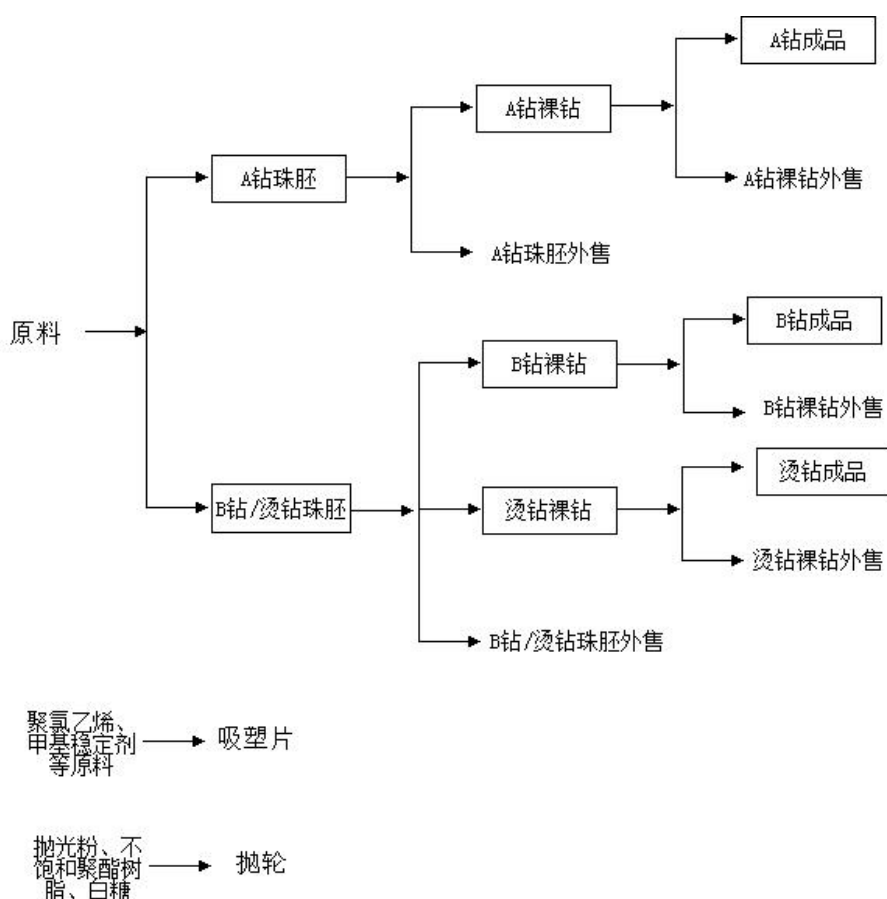 A钻成品
A钻裸钻
A钻珠胚
A钻裸钻外售
A钻珠胚外售
原料
B钻成品
B钻裸钻
B钻裸钻外售
烫钻成品
B钻/烫钻珠胚
烫钻裸钻
烫钻裸钻外售
B钻/烫钻珠胚外售
聚氯乙烯、
甲基稳定剂
等原料
吸塑片
抛光粉、不
饱和聚酯树
脂、白糖
抛轮